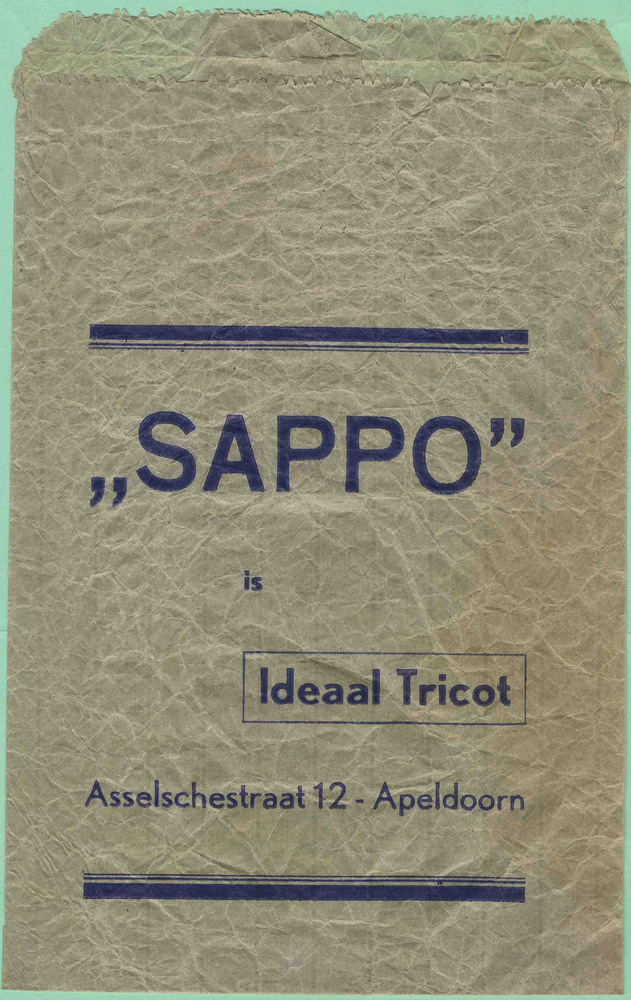 „SAPPO”
is
Ideaal Tricot
Asselschestraat 12 - Apeldoorn